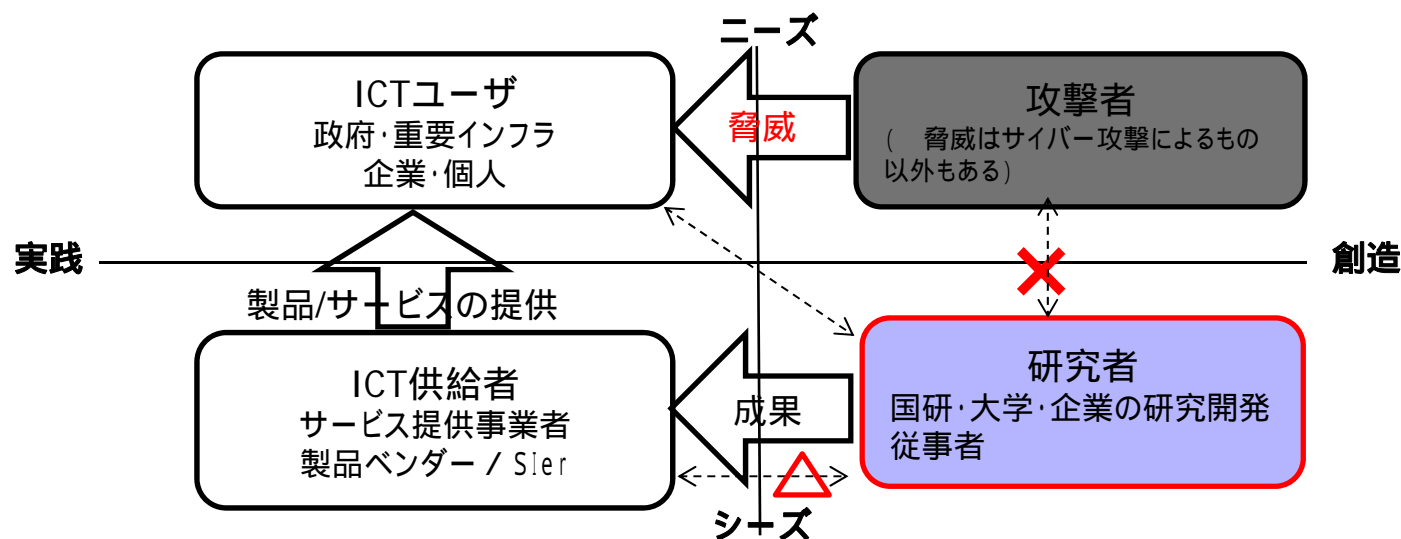 ニーズ
ICTユーザ
政府･重要インフラ
企業･個人
脅威
攻撃者
(　脅威はサイバー攻撃によるもの
以外もある)
実践
創造
製品/サービスの提供
ICT供給者
サービス提供事業者
製品ベンダー / SIer
成果
研究者
国研･大学･企業の研究開発
従事者
シーズ